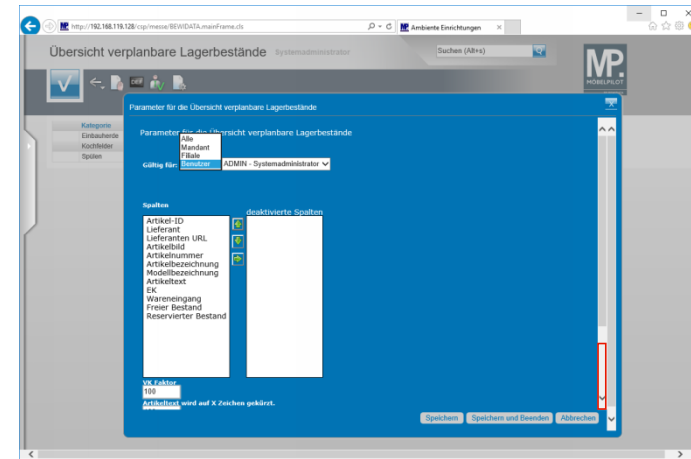 http://192.168.119.128/csp/messe/BEWIDATA.mainFrame.cls
Ambiente Einrichtungen
Übersicht verplanbare Lagerbestände Systemadministrator
Suchen (Alt+s)
MP.
MÖBELPILOT
Parameter für die Übersicht verplanbare Lagerbestände
Kategorie
Einbauherde
Kochfelder
Spülen
Parameter für die Übersicht verplanbare Lagerbestände
Alle
Mandant
Filiale
Gültig für: Benutzer ADMIN - Systemadministrator
Spalten
deaktivierte Spalten
Artikel-ID
Lieferant
Lieferanten URL
Artikelbild
Artikelnummer
Artikelbezeichnung
Modellbezeichnung
Artikeltext
EK
Wareneingang
Freier Bestand
Reservierter Bestand
VK Faktor
100
Artikeltext wird auf X Zeichen gekürzt.
Speichern Speichern und Beenden Abbrechen